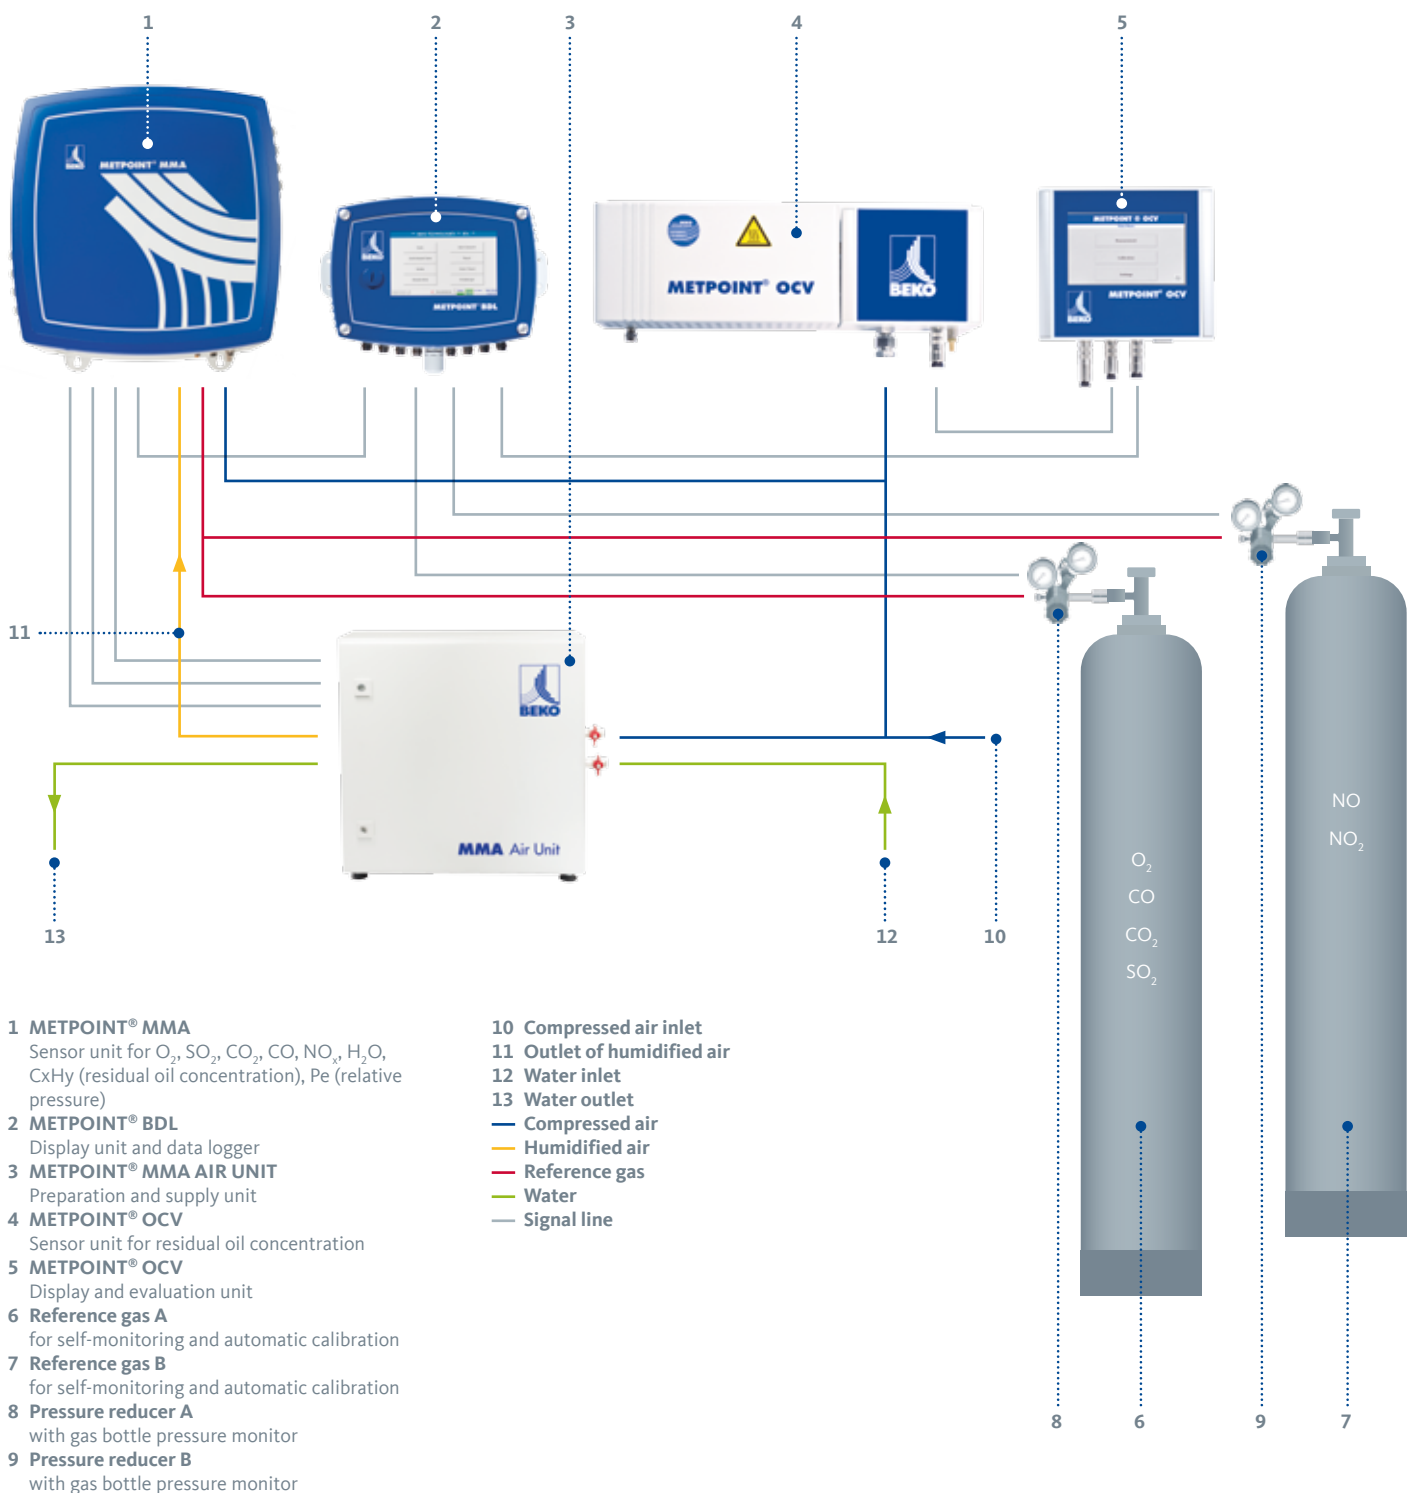 1
2
3
4
5
BEKO
METPOINT® MMA
BEKO
METPOINT® BDL
METPOINT® OCV
BEKO
METPOINT ® OCV
BEKO
METPOINT® OCV
11
BEKO
MMA Air Unit
NO
NO₂
O₂
CO
CO₂
SO₂
13
12
10
1 METPOINT® MMA
Sensor unit for O₂, SO₂, CO₂, CO, NOₓ, H₂O,
CxHy (residual oil concentration), Pe (relative
pressure)
2 METPOINT® BDL
Display unit and data logger
3 METPOINT® MMA AIR UNIT
Preparation and supply unit
4 METPOINT® OCV
Sensor unit for residual oil concentration
5 METPOINT® OCV
Display and evaluation unit
6 Reference gas A
for self-monitoring and automatic calibration
7 Reference gas B
for self-monitoring and automatic calibration
8 Pressure reducer A
with gas bottle pressure monitor
9 Pressure reducer B
with gas bottle pressure monitor
10 Compressed air inlet
11 Outlet of humidified air
12 Water inlet
13 Water outlet
Compressed air
Humidified air
Reference gas
Water
Signal line
8
6
9
7